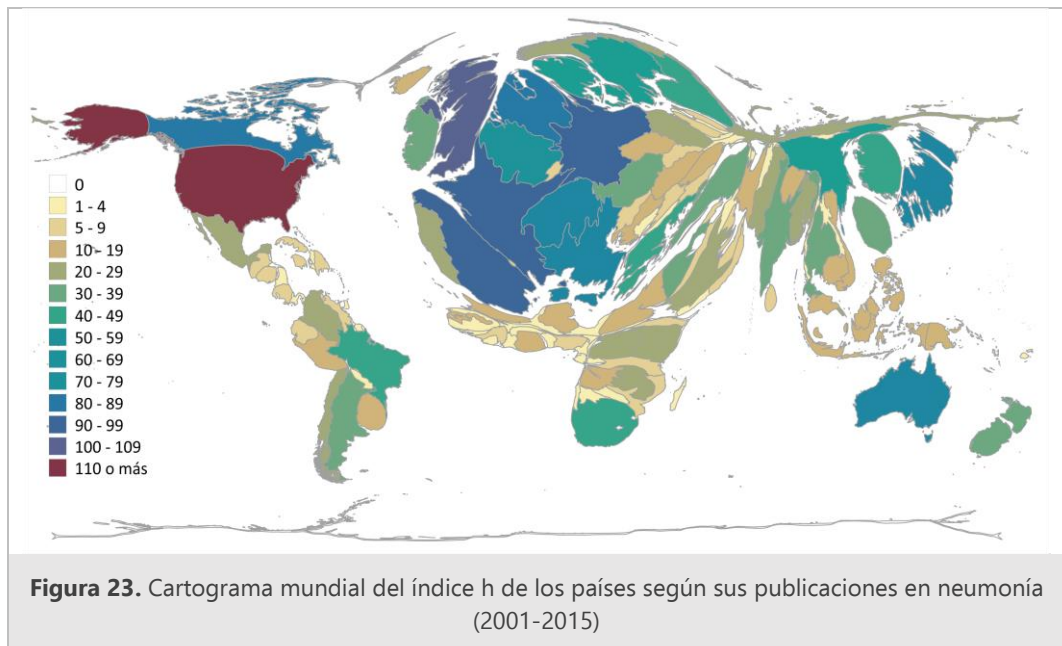 0
1 - 4
5 - 9
10 - 19
20 - 29
30 - 39
40 - 49
50 - 59
60 - 69
70 - 79
80 - 89
90 - 99
100 - 109
110 o más
Figura 23. Cartograma mundial del índice h de los países según sus publicaciones en neumonía
(2001-2015)